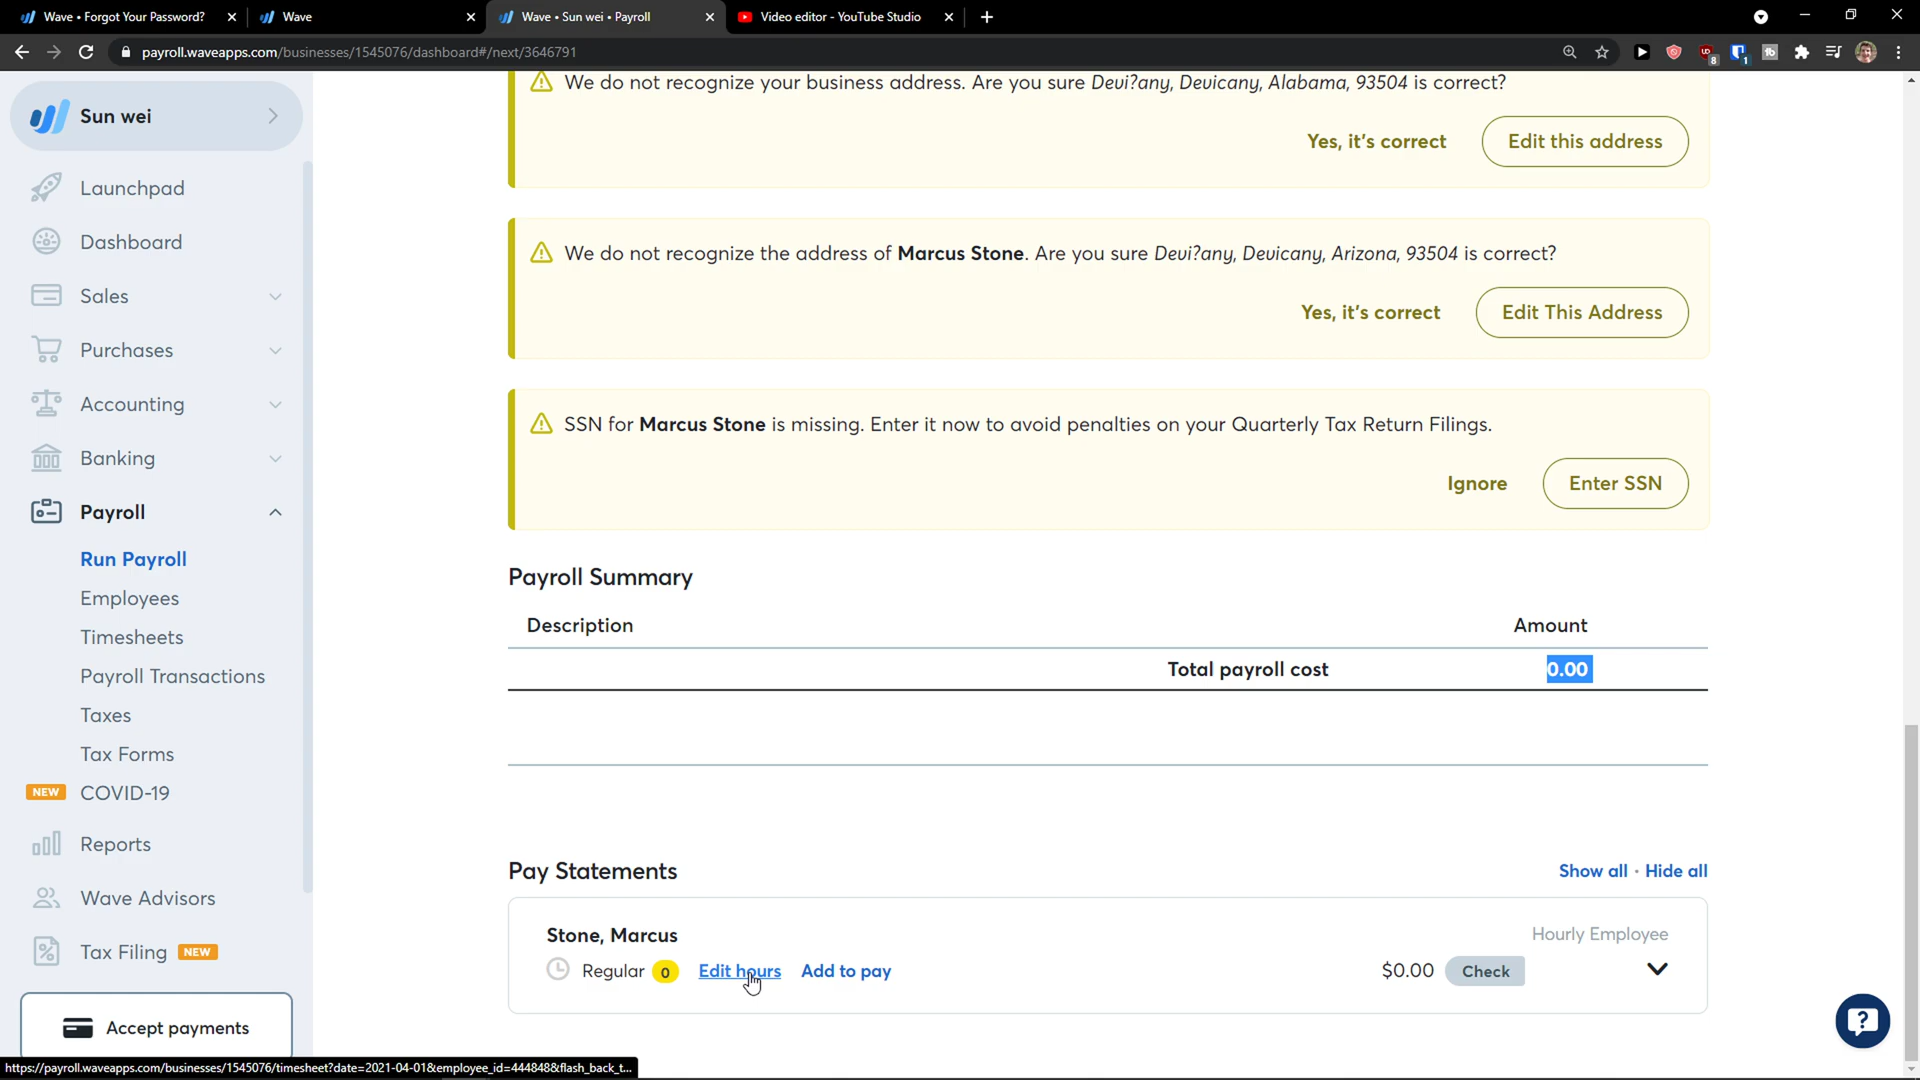 Wave • Forgot Your Password?
Wave
Wave • Sun wei • Payroll
Video editor - YouTube Studio
payroll.waveapps.com/businesses/1545076/dashboard#/next/3646791
8
1
Sun wei
Launchpad
Dashboard
Sales
Purchases
Accounting
Banking
Payroll
Run Payroll
Employees
Timesheets
Payroll Transactions
Taxes
Tax Forms
NEW COVID-19
Reports
Wave Advisors
Tax Filing NEW
Accept payments
We do not recognize your business address. Are you sure Devi?any, Devicany, Alabama, 93504 is correct?
Yes, it's correct Edit this address
We do not recognize the address of Marcus Stone. Are you sure Devi?any, Devicany, Arizona, 93504 is correct?
Yes, it's correct Edit This Address
SSN for Marcus Stone is missing. Enter it now to avoid penalties on your Quarterly Tax Return Filings.
Ignore Enter SSN
Payroll Summary
Description Amount
Total payroll cost 0.00
Pay Statements Show all · Hide all
Stone, Marcus Hourly Employee
Regular 0 Edit hours Add to pay $0.00 Check
https://payroll.waveapps.com/businesses/1545076/timesheet?date=2021-04-01&employee_id=444848&flash_back_t...